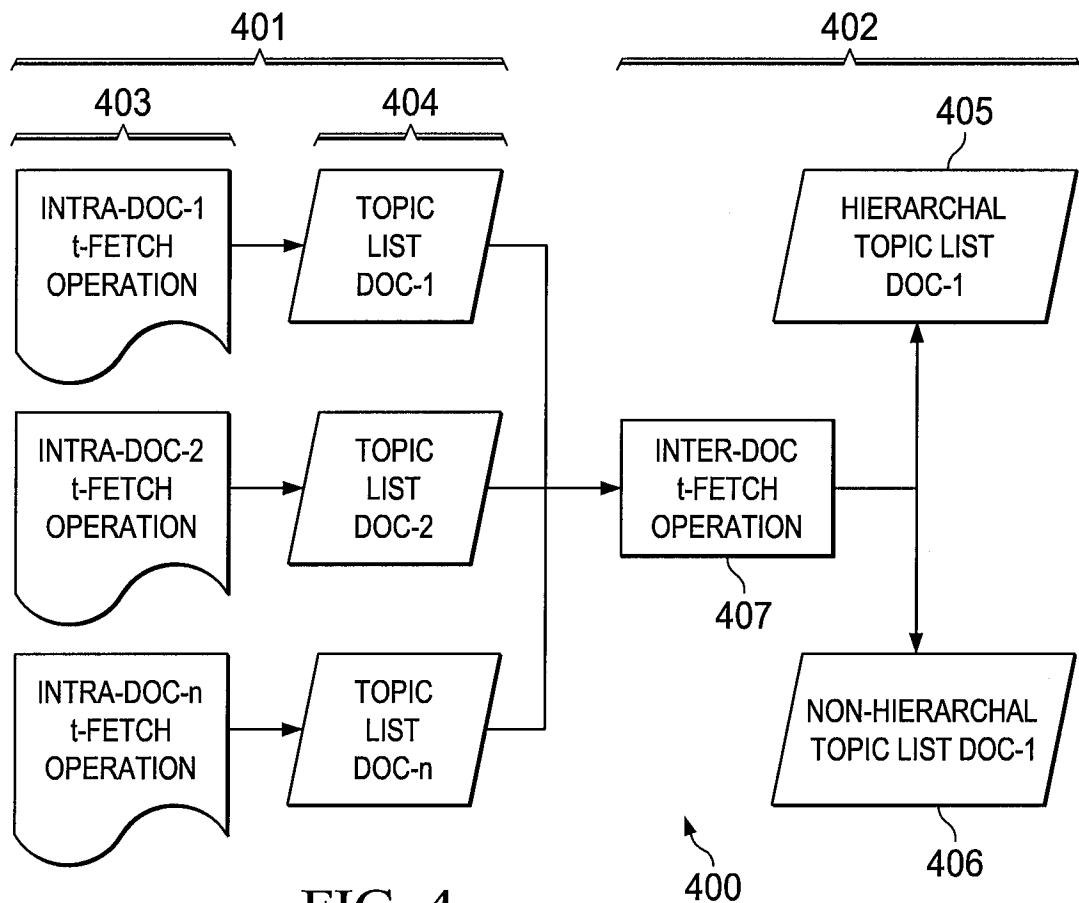 401
402
403
404
405
INTRA-DOC-1
t-FETCH
OPERATION
TOPIC
LIST
DOC-1
HIERARCHAL
TOPIC LIST
DOC-1
INTRA-DOC-2
t-FETCH
OPERATION
TOPIC
LIST
DOC-2
INTER-DOC
t-FETCH
OPERATION
407
INTRA-DOC-n
t-FETCH
OPERATION
TOPIC
LIST
DOC-n
NON-HIERARCHAL
TOPIC LIST DOC-1
406
400
FIG. 4